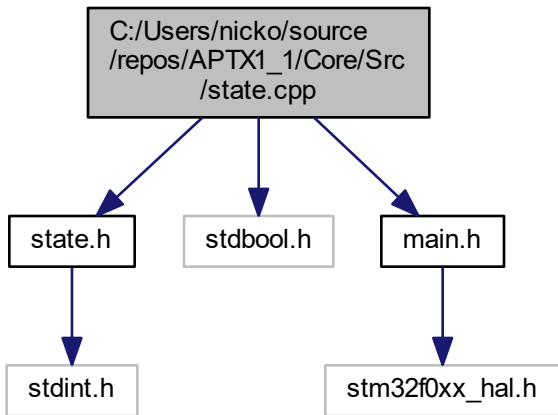 C:/Users/nicko/source
/repos/APTX1_1/Core/Src
/state.cpp
state.h
stdbool.h
main.h
stdint.h
stm32f0xx_hal.h